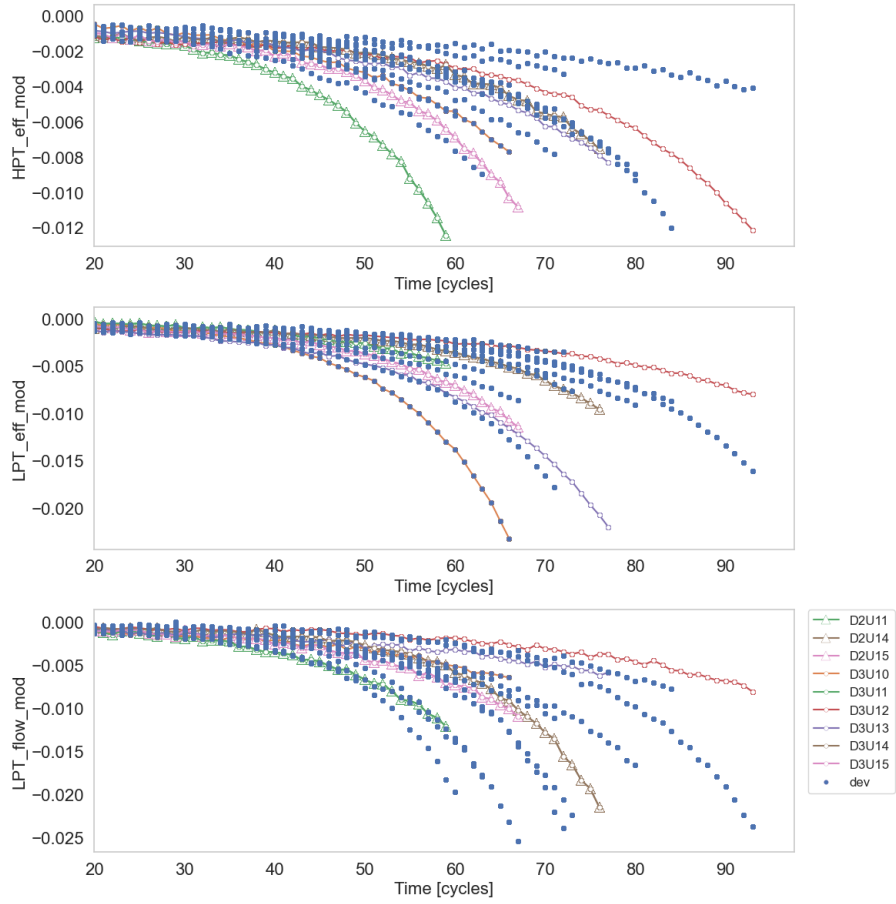 0.000
−0.002
−0.004
−0.006
−0.008
−0.010
−0.012
HPT_eff_mod
20 30 40 50 60 70 80 90
Time [cycles]
0.000
−0.005
−0.010
−0.015
−0.020
LPT_eff_mod
20 30 40 50 60 70 80 90
Time [cycles]
0.000
−0.005
−0.010
−0.015
−0.020
−0.025
LPT_flow_mod
20 30 40 50 60 70 80 90
Time [cycles]
D2U11
D2U14
D2U15
D3U10
D3U11
D3U12
D3U13
D3U14
D3U15
dev